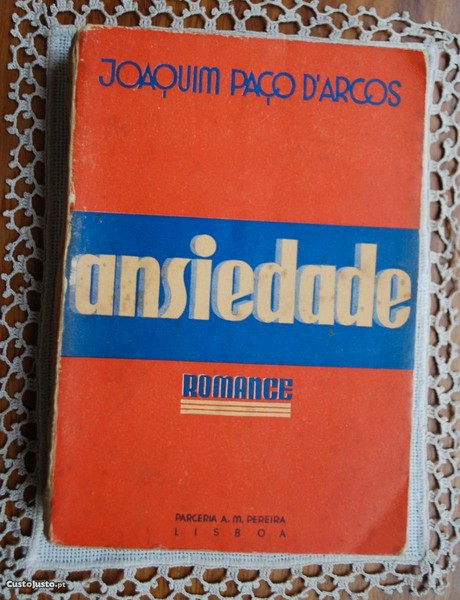 JOAQUIM PAÇO D'ARCOS
ansiedade
ROMANCE
PARCERIA A. M. PEREIRA
LISBOA
CustoJusto.pt